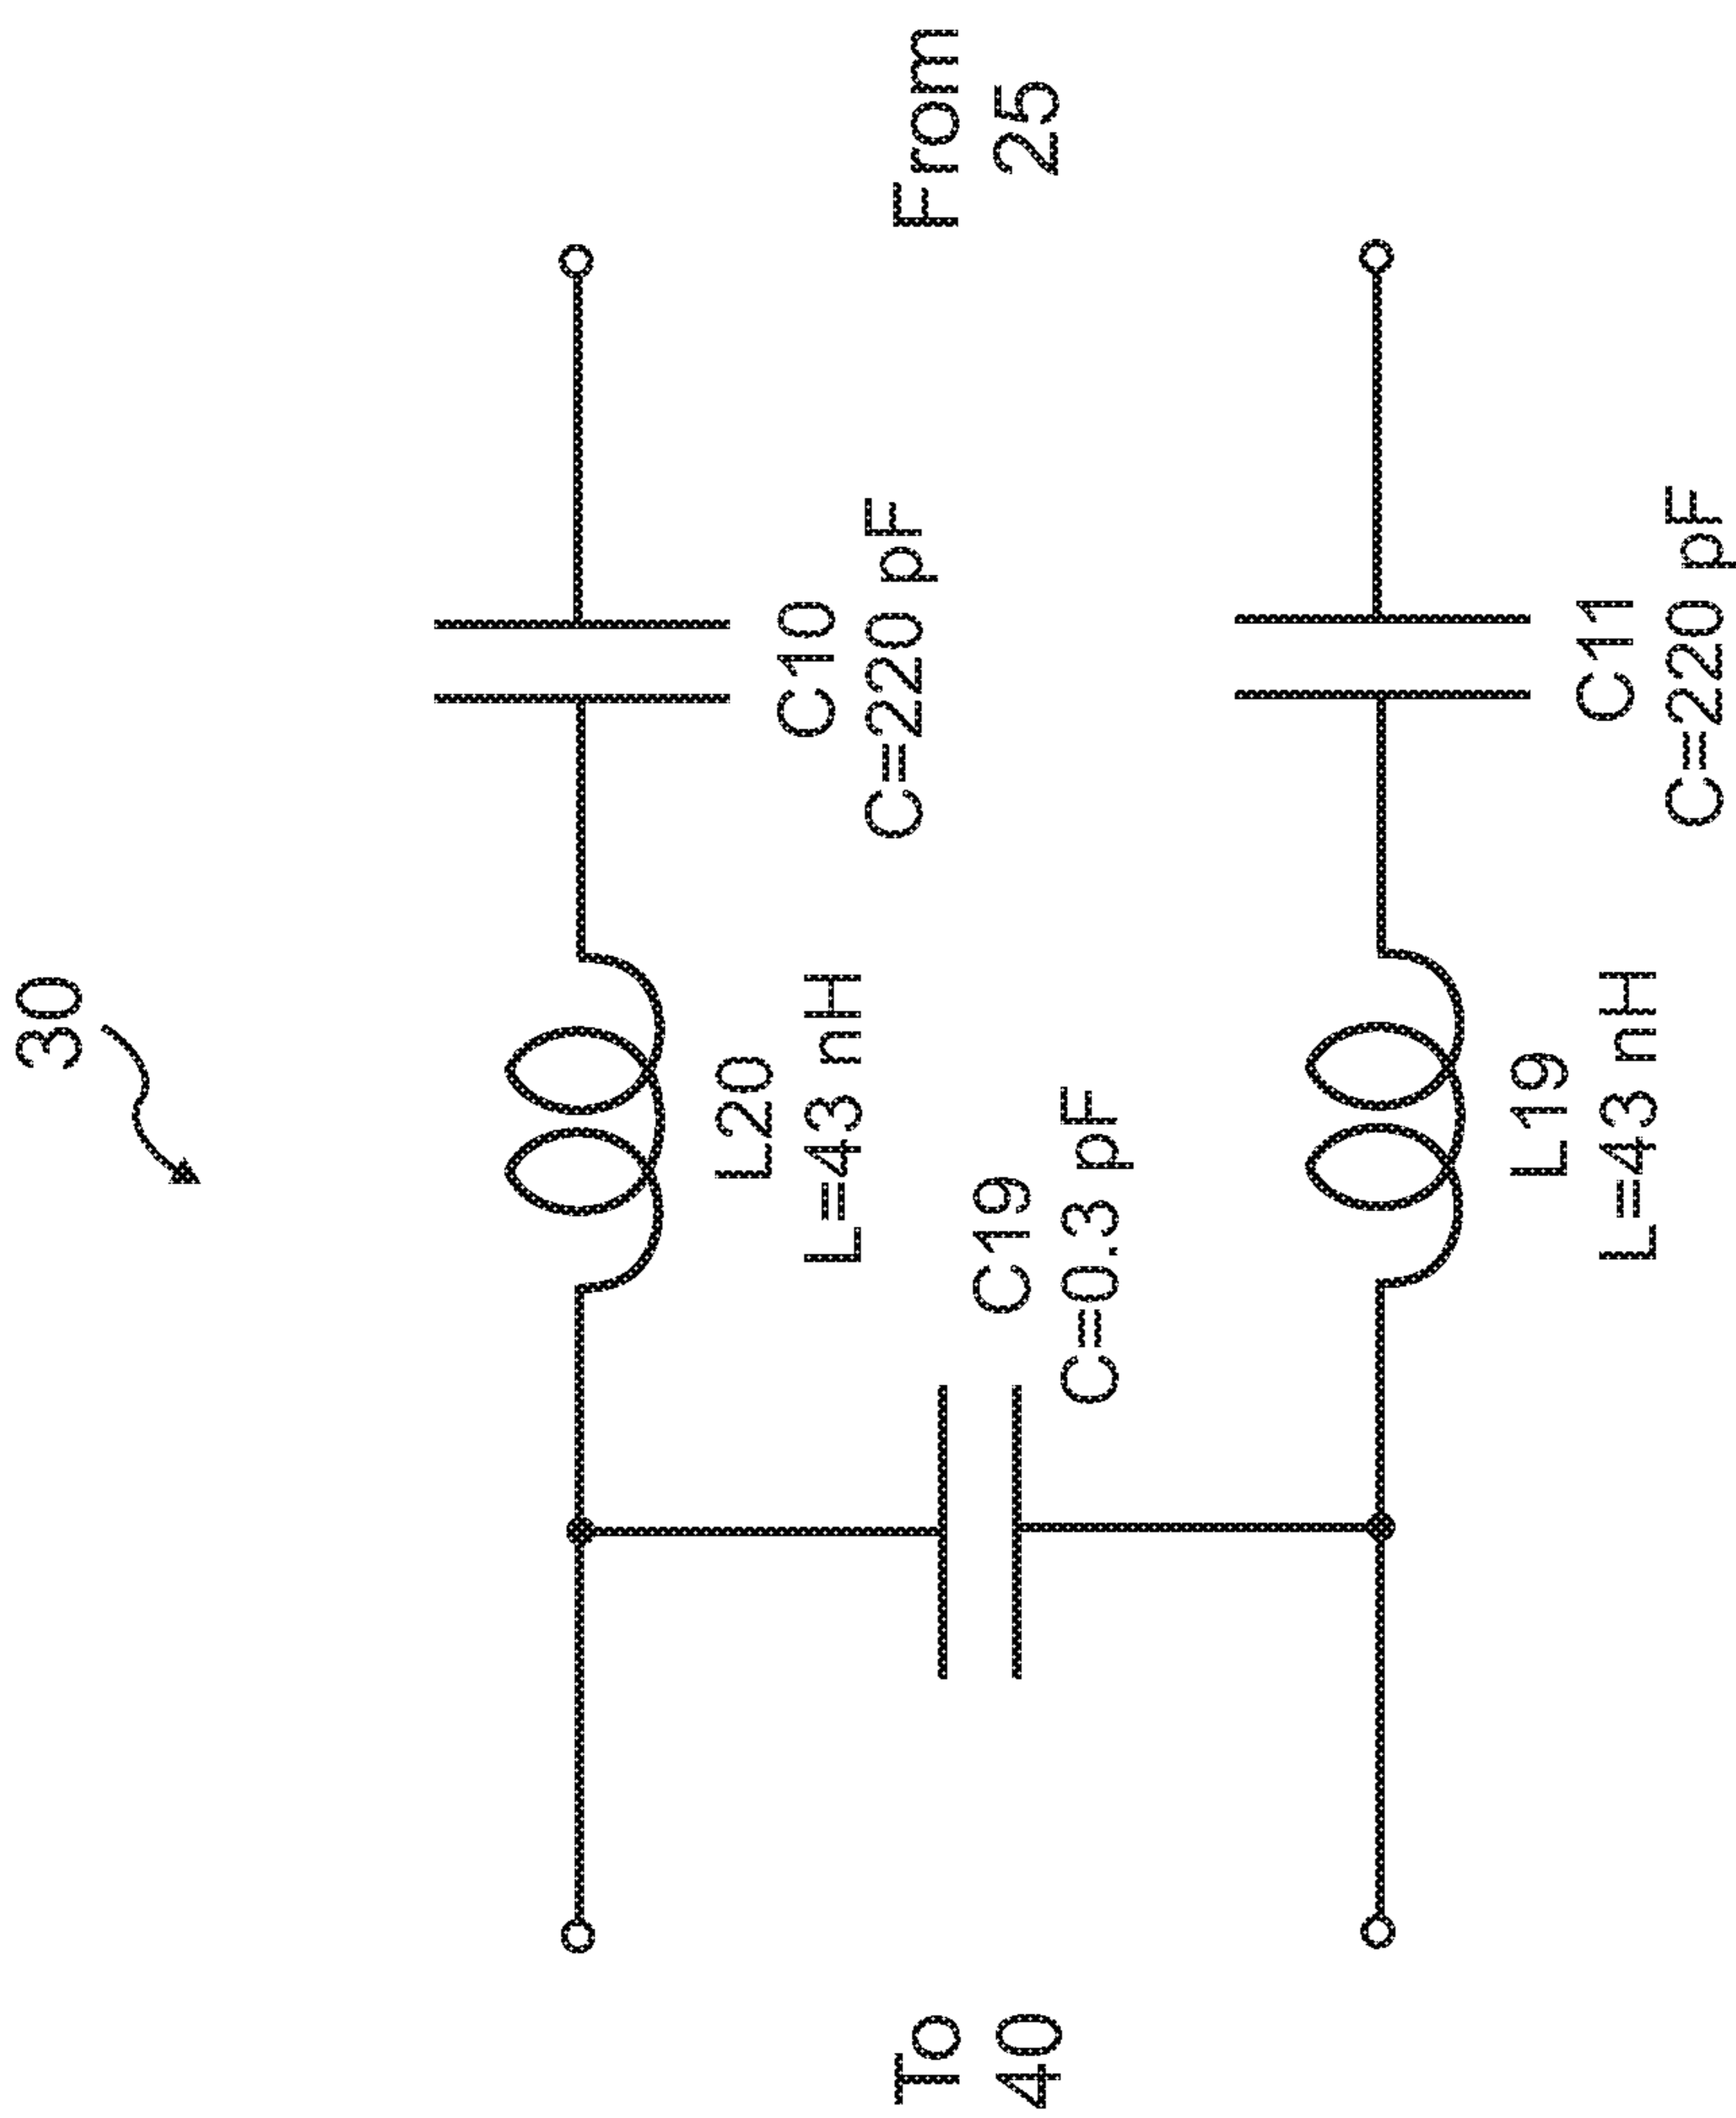 30
L20
L=43 nH
C10
C=220 pF
From
25
To
40
C19
C=0.3 pF
L19
L=43 nH
C11
C=220 pF